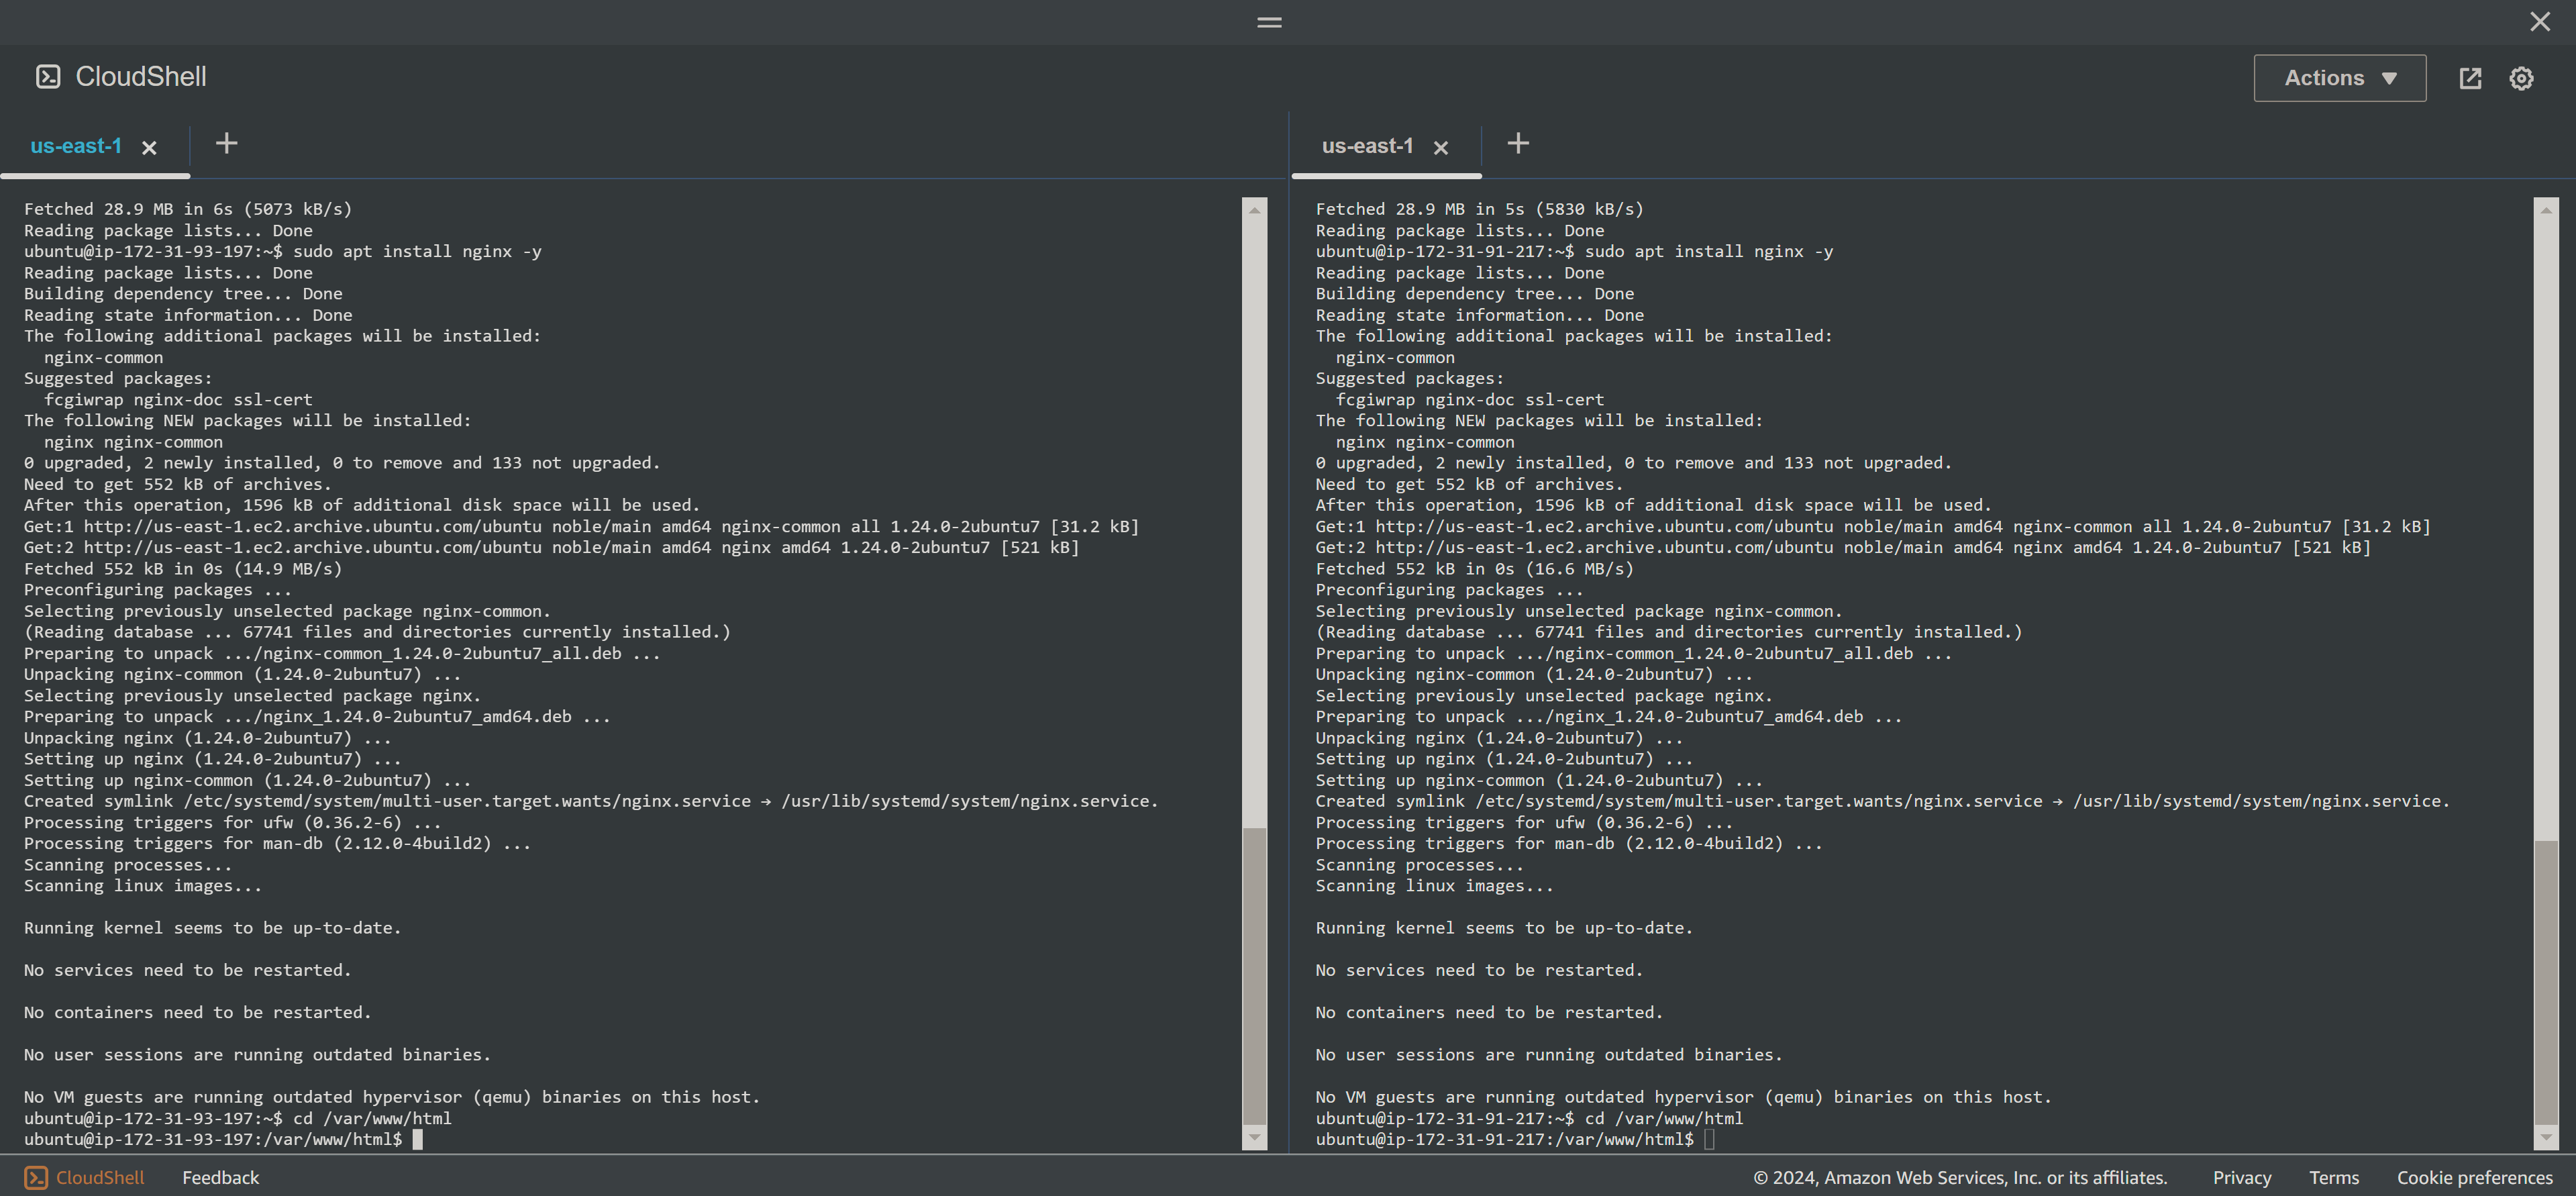 CloudShell
Actions
us-east-1
Fetched 28.9 MB in 6s (5073 kB/s)
Reading package lists... Done
ubuntu@ip-172-31-93-197:~$ sudo apt install nginx -y
Reading package lists... Done
Building dependency tree... Done
Reading state information... Done
The following additional packages will be installed:
  nginx-common
Suggested packages:
  fcgiwrap nginx-doc ssl-cert
The following NEW packages will be installed:
  nginx nginx-common
0 upgraded, 2 newly installed, 0 to remove and 133 not upgraded.
Need to get 552 kB of archives.
After this operation, 1596 kB of additional disk space will be used.
Get:1 http://us-east-1.ec2.archive.ubuntu.com/ubuntu noble/main amd64 nginx-common all 1.24.0-2ubuntu7 [31.2 kB]
Get:2 http://us-east-1.ec2.archive.ubuntu.com/ubuntu noble/main amd64 nginx amd64 1.24.0-2ubuntu7 [521 kB]
Fetched 552 kB in 0s (14.9 MB/s)
Preconfiguring packages ...
Selecting previously unselected package nginx-common.
(Reading database ... 67741 files and directories currently installed.)
Preparing to unpack .../nginx-common_1.24.0-2ubuntu7_all.deb ...
Unpacking nginx-common (1.24.0-2ubuntu7) ...
Selecting previously unselected package nginx.
Preparing to unpack .../nginx_1.24.0-2ubuntu7_amd64.deb ...
Unpacking nginx (1.24.0-2ubuntu7) ...
Setting up nginx (1.24.0-2ubuntu7) ...
Setting up nginx-common (1.24.0-2ubuntu7) ...
Created symlink /etc/systemd/system/multi-user.target.wants/nginx.service → /usr/lib/systemd/system/nginx.service.
Processing triggers for ufw (0.36.2-6) ...
Processing triggers for man-db (2.12.0-4build2) ...
Scanning processes...
Scanning linux images...
Running kernel seems to be up-to-date.
No services need to be restarted.
No containers need to be restarted.
No user sessions are running outdated binaries.
No VM guests are running outdated hypervisor (qemu) binaries on this host.
ubuntu@ip-172-31-93-197:~$ cd /var/www/html
ubuntu@ip-172-31-93-197:/var/www/html$
us-east-1
Fetched 28.9 MB in 5s (5830 kB/s)
Reading package lists... Done
ubuntu@ip-172-31-91-217:~$ sudo apt install nginx -y
Reading package lists... Done
Building dependency tree... Done
Reading state information... Done
The following additional packages will be installed:
  nginx-common
Suggested packages:
  fcgiwrap nginx-doc ssl-cert
The following NEW packages will be installed:
  nginx nginx-common
0 upgraded, 2 newly installed, 0 to remove and 133 not upgraded.
Need to get 552 kB of archives.
After this operation, 1596 kB of additional disk space will be used.
Get:1 http://us-east-1.ec2.archive.ubuntu.com/ubuntu noble/main amd64 nginx-common all 1.24.0-2ubuntu7 [31.2 kB]
Get:2 http://us-east-1.ec2.archive.ubuntu.com/ubuntu noble/main amd64 nginx amd64 1.24.0-2ubuntu7 [521 kB]
Fetched 552 kB in 0s (16.6 MB/s)
Preconfiguring packages ...
Selecting previously unselected package nginx-common.
(Reading database ... 67741 files and directories currently installed.)
Preparing to unpack .../nginx-common_1.24.0-2ubuntu7_all.deb ...
Unpacking nginx-common (1.24.0-2ubuntu7) ...
Selecting previously unselected package nginx.
Preparing to unpack .../nginx_1.24.0-2ubuntu7_amd64.deb ...
Unpacking nginx (1.24.0-2ubuntu7) ...
Setting up nginx (1.24.0-2ubuntu7) ...
Setting up nginx-common (1.24.0-2ubuntu7) ...
Created symlink /etc/systemd/system/multi-user.target.wants/nginx.service → /usr/lib/systemd/system/nginx.service.
Processing triggers for ufw (0.36.2-6) ...
Processing triggers for man-db (2.12.0-4build2) ...
Scanning processes...
Scanning linux images...
Running kernel seems to be up-to-date.
No services need to be restarted.
No containers need to be restarted.
No user sessions are running outdated binaries.
No VM guests are running outdated hypervisor (qemu) binaries on this host.
ubuntu@ip-172-31-91-217:~$ cd /var/www/html
ubuntu@ip-172-31-91-217:/var/www/html$
CloudShell Feedback © 2024, Amazon Web Services, Inc. or its affiliates. Privacy Terms Cookie preferences